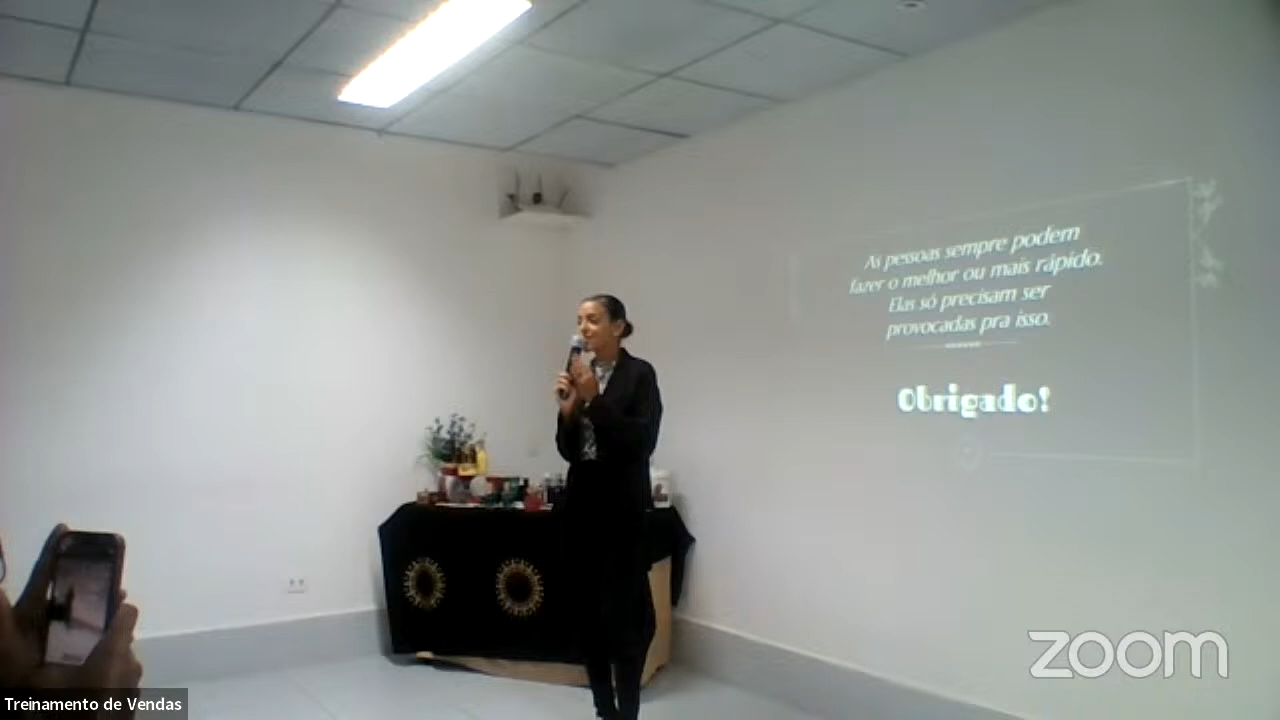 As pessoas sempre podem
fazer o melhor ou mais rápido.
Elas só precisam ser
provocadas pra isso.
Obrigado!
zoom
Treinamento de Vendas